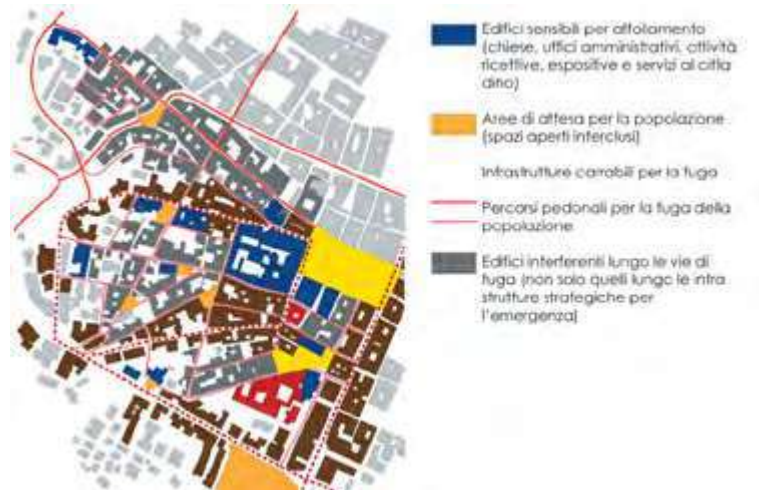 Edifici sensibili per affollamento
(chiese, uffici amministrativi, attività
ricettive, espositive e servizi al citta
dino)
Aree di attesa per la popolazione
(spazi aperti interclusi)
Infrastrutture carrabili per la fuga
Percorsi pedonali per la fuga della
popolazione
Edifici interferenti lungo le vie di
fuga (non solo quelli lungo le infra
strutture strategiche per
l'emergenza)